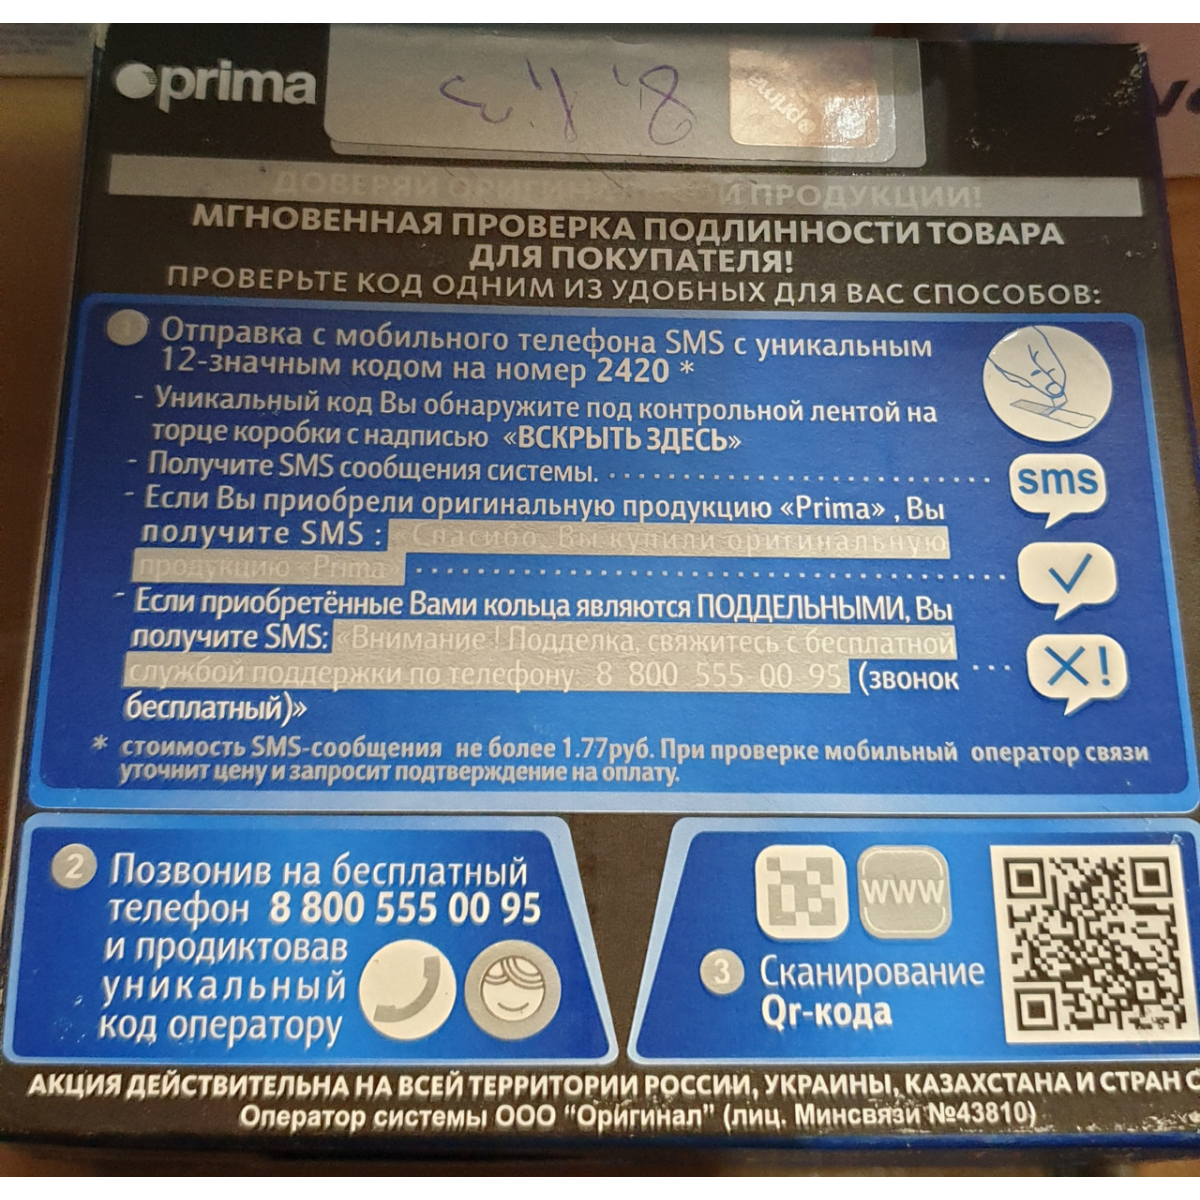 prima
prima
ДОВЕРЯЙ ОРИГИНАЛЬНОЙ ПРОДУКЦИИ!
МГНОВЕННАЯ ПРОВЕРКА ПОДЛИННОСТИ ТОВАРА
ДЛЯ ПОКУПАТЕЛЯ!
ПРОВЕРЬТЕ КОД ОДНИМ ИЗ УДОБНЫХ ДЛЯ ВАС СПОСОБОВ:
1 Отправка с мобильного телефона SMS с уникальным
12-значным кодом на номер 2420 *
- Уникальный код Вы обнаружите под контрольной лентой на
торце коробки с надписью «ВСКРЫТЬ ЗДЕСЬ»
- Получите SMS сообщения системы.
sms
- Если Вы приобрели оригинальную продукцию «Prima» , Вы
получите SMS : «Спасибо, Вы купили оригинальную
продукцию «Prima»
- Если приобретённые Вами кольца являются ПОДДЕЛЬНЫМИ, Вы
получите SMS: «Внимание ! Подделка, свяжитесь с бесплатной
службой поддержки по телефону 8 800 555 00 95 (звонок
бесплатный)»
* стоимость SMS-сообщения не более 1.77руб. При проверке мобильный оператор связи
уточнит цену и запросит подтверждение на оплату.
2 Позвонив на бесплатный
телефон 8 800 555 00 95
и продиктовав
уникальный
код оператору
www
3 Сканирование
Qr-кода
АКЦИЯ ДЕЙСТВИТЕЛЬНА НА ВСЕЙ ТЕРРИТОРИИ РОССИИ, УКРАИНЫ, КАЗАХСТАНА И СТРАН
Оператор системы ООО “Оригинал” (лиц. Минсвязи №43810)